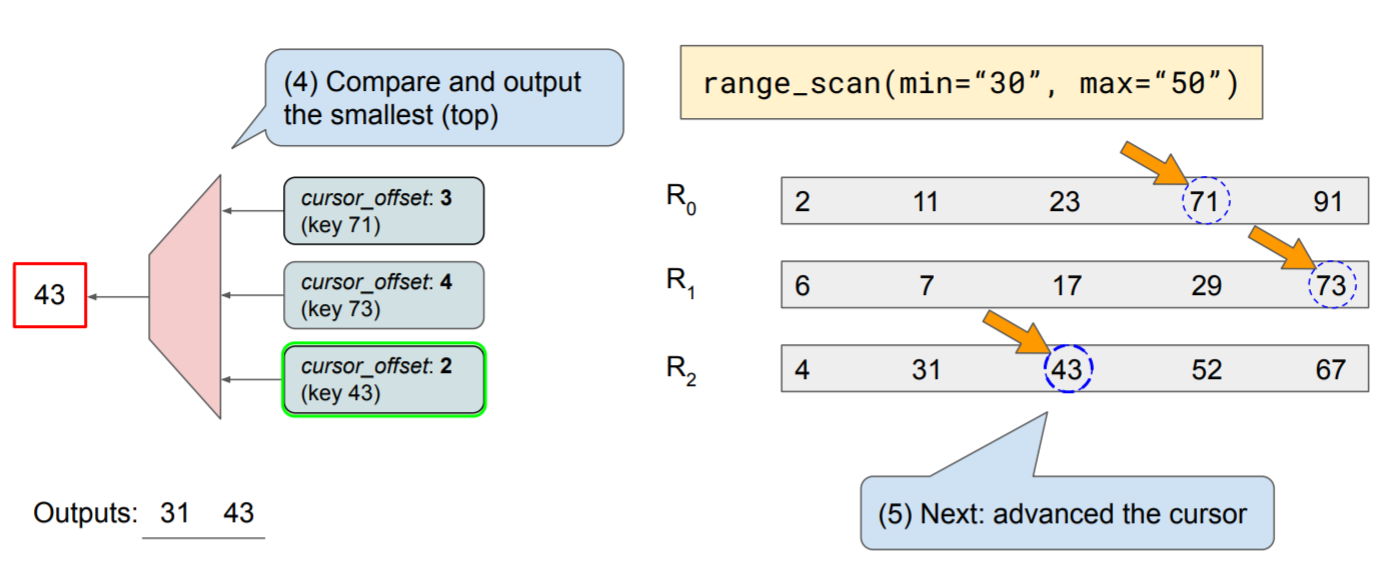 (4) Compare and output
the smallest (top)
range_scan(min=“30”, max=“50”)
cursor_offset: 3
(key 71)
cursor_offset: 4
(key 73)
cursor_offset: 2
(key 43)
43
R0 2 11 23 71 91
R1 6 7 17 29 73
R2 4 31 43 52 67
Outputs: 31 43
(5) Next: advanced the cursor